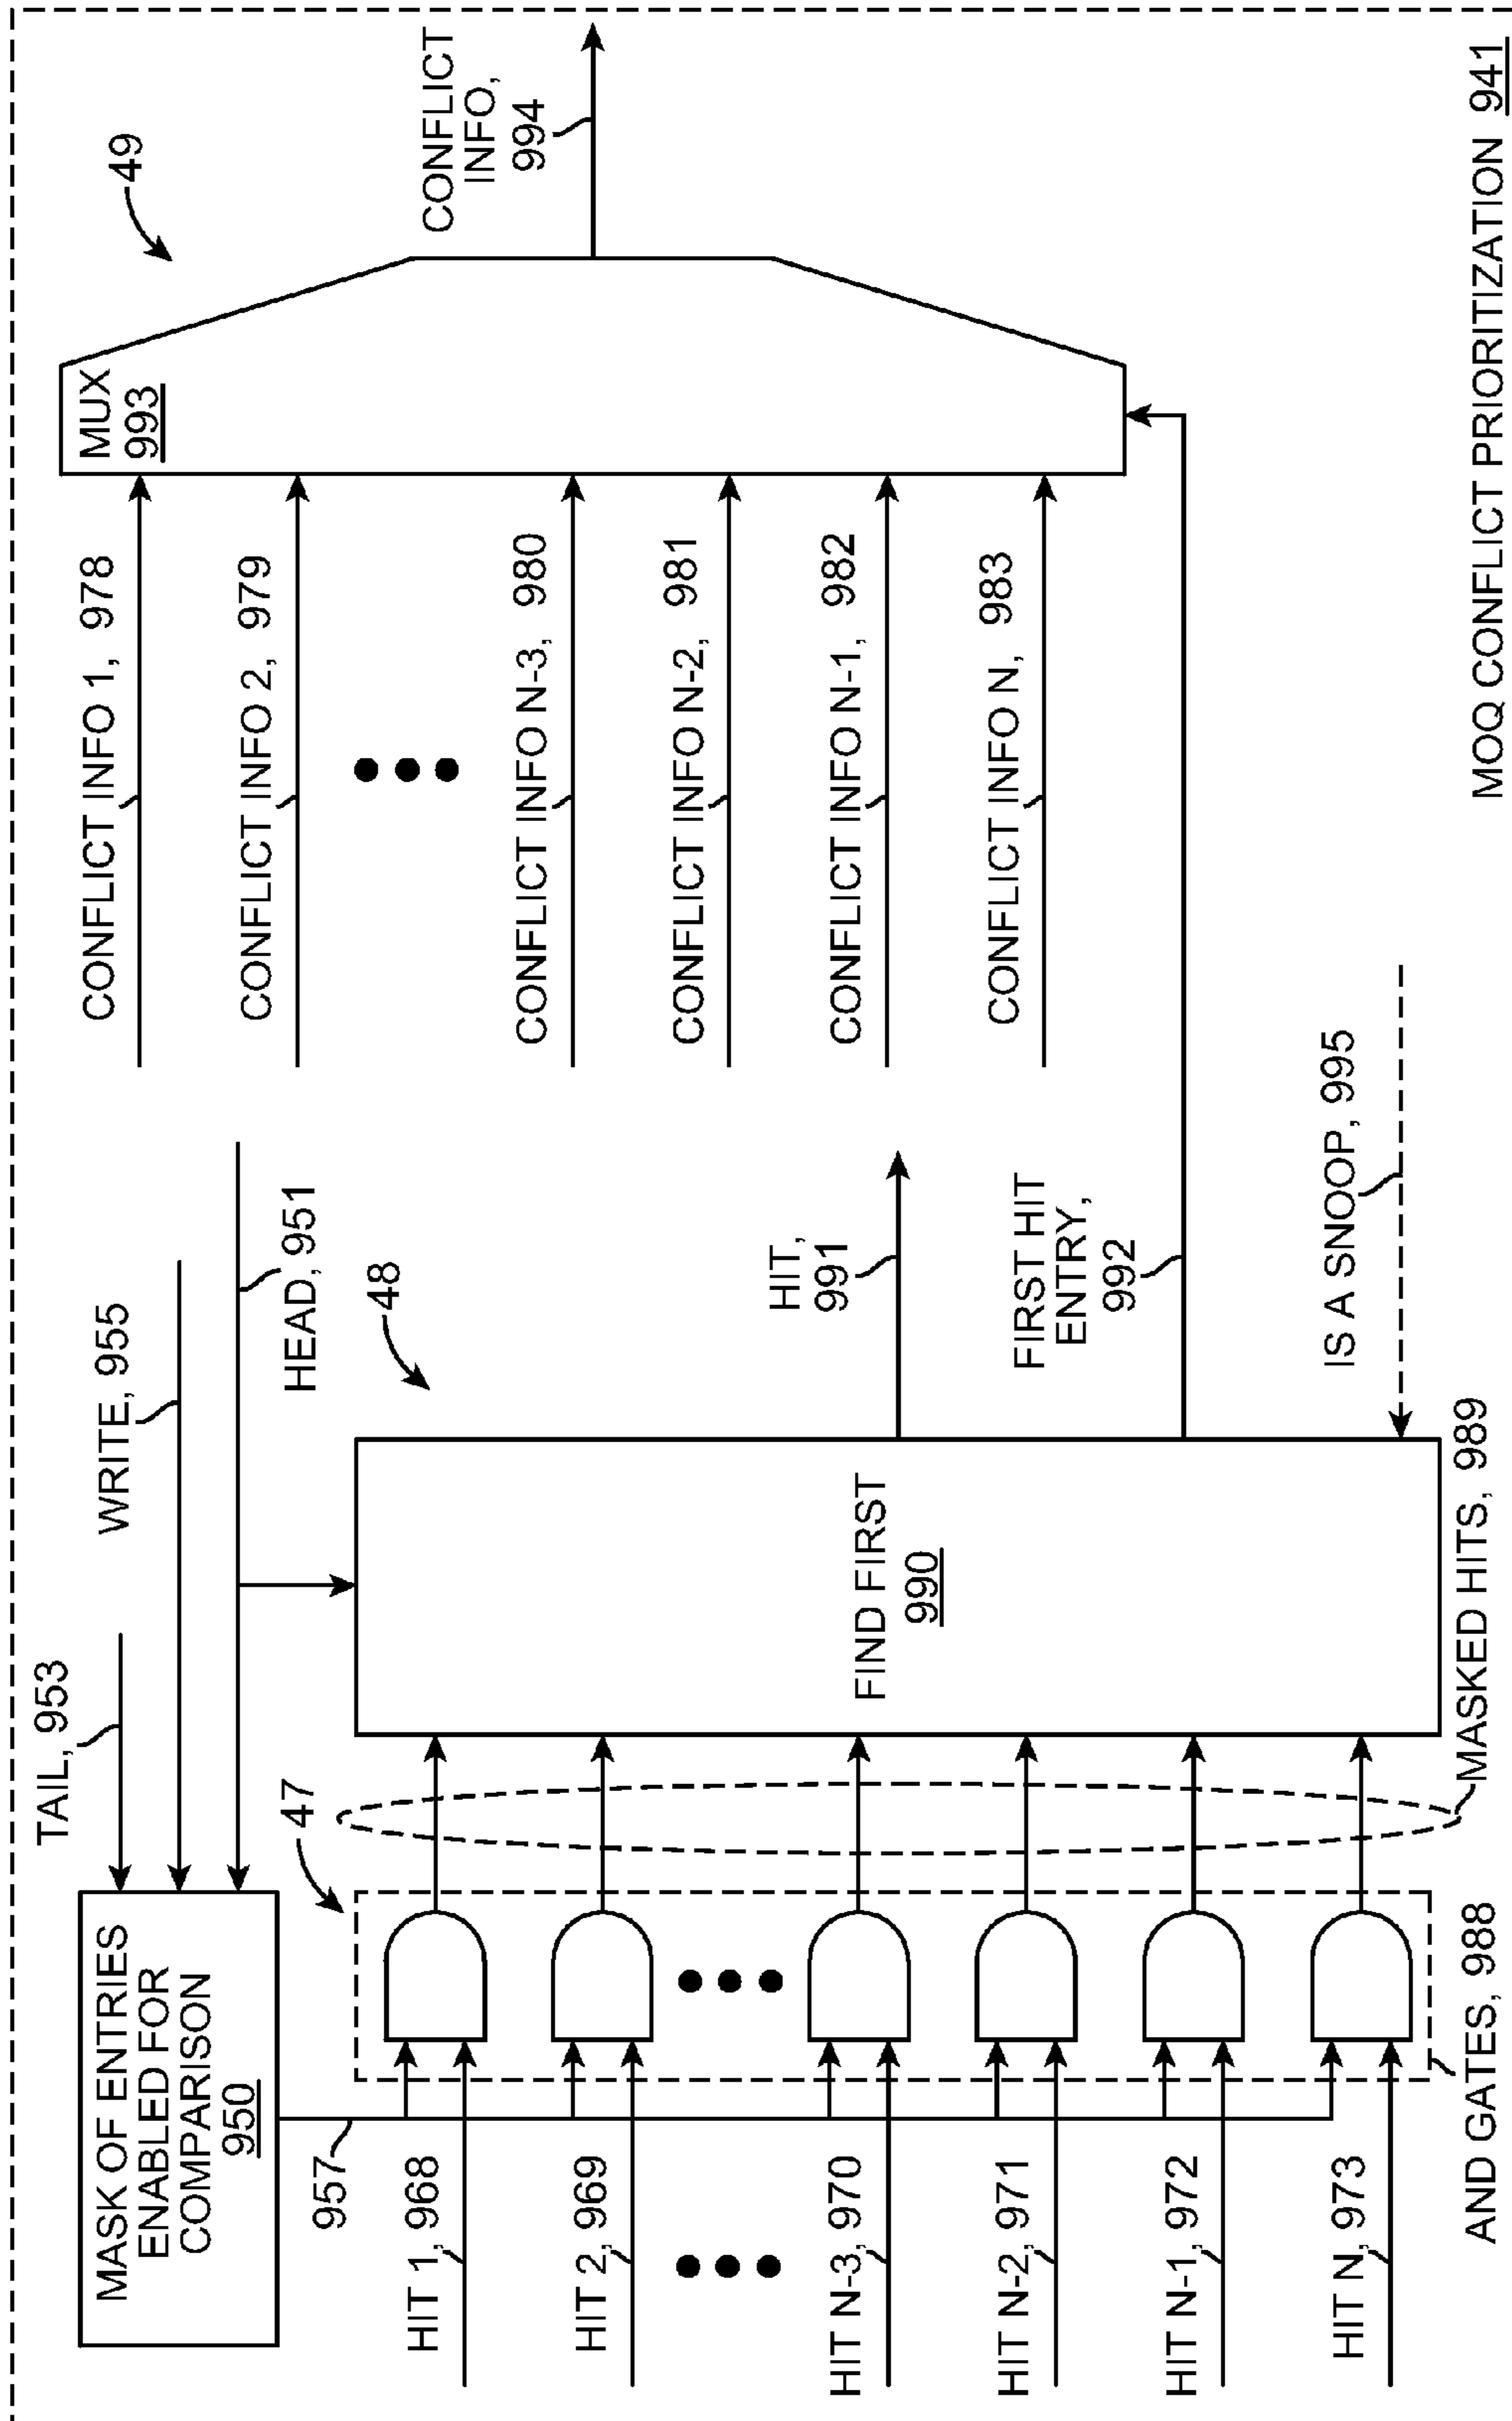 TAIL, 953
WRITE, 955
HEAD, 951
MASK OF ENTRIES
ENABLED FOR
COMPARISON
950
957
47
48
49
HIT 1, 968
HIT 2, 969
HIT N-3, 970
HIT N-2, 971
HIT N-1, 972
HIT N, 973
AND GATES, 988
MASKED HITS, 989
FIND FIRST
990
HIT,
991
FIRST HIT
ENTRY,
992
IS A SNOOP, 995
CONFLICT INFO 1, 978
CONFLICT INFO 2, 979
CONFLICT INFO N-3, 980
CONFLICT INFO N-2, 981
CONFLICT INFO N-1, 982
CONFLICT INFO N, 983
MUX
993
CONFLICT
INFO,
994
MOQ CONFLICT PRIORITIZATION 941